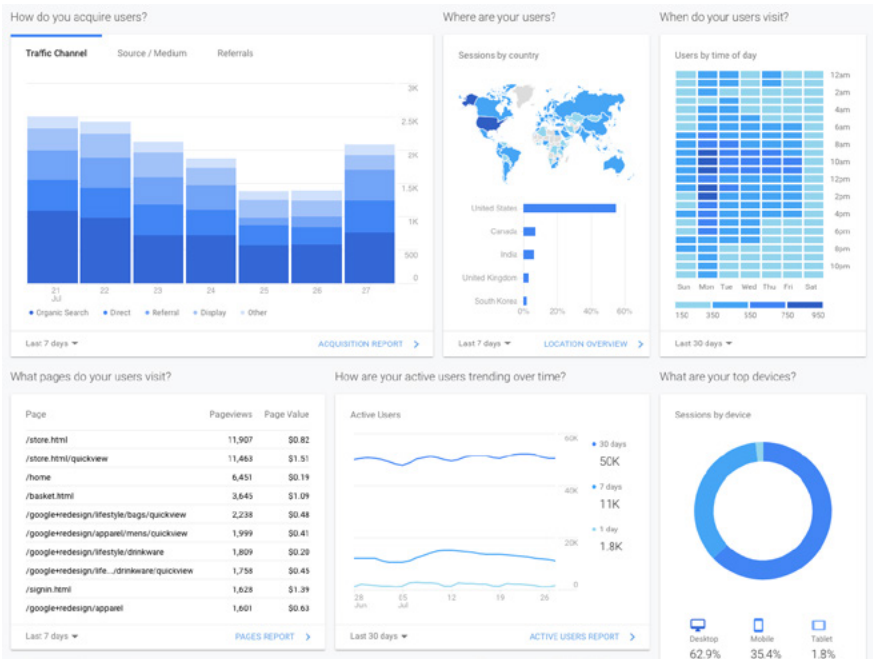 How do you acquire users?
Traffic Channel Source / Medium Referrals
3K
2.5K
2K
1.5K
1K
500
0
21 Jul
22
23
24
25
26
27
Organic Search Direct Referral Display Other
Last 7 days ACQUISITION REPORT
Where are your users?
Sessions by country
United States
Canada
India
United Kingdom
South Korea
0% 20% 40% 60%
Last 7 days LOCATION OVERVIEW
When do your users visit?
Users by time of day
12am
2am
4am
6am
8am
10am
12pm
2pm
4pm
6pm
8pm
10pm
Sun Mon Tue Wed Thu Fri Sat
150 350 550 750 950
Last 30 days
What pages do your users visit?
Page Pageviews Page Value
/store.html 11,907 $0.82
/store.html/quickview 11,463 $1.51
/home 6,451 $0.19
/basket.html 3,645 $1.09
/google+redesign/lifestyle/bags/quickview 2,238 $0.48
/google+redesign/apparel/mens/quickview 1,999 $0.41
/google+redesign/lifestyle/drinkware 1,809 $0.20
/google+redesign/life.../drinkware/quickview 1,758 $0.45
/signin.html 1,628 $1.39
/google+redesign/apparel 1,601 $0.63
Last 7 days PAGES REPORT
How are your active users trending over time?
Active Users
60K
40K
20K
0
28 Jun
05 Jul
12
19
26
30 days
50K
7 days
11K
1 day
1.8K
Last 30 days ACTIVE USERS REPORT
What are your top devices?
Sessions by device
Desktop Mobile Tablet
62.9% 35.4% 1.8%